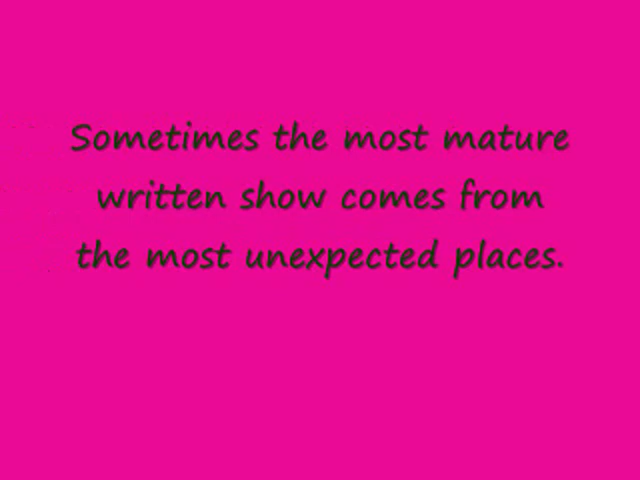 Sometimes the most mature
written show comes from
the most unexpected places.